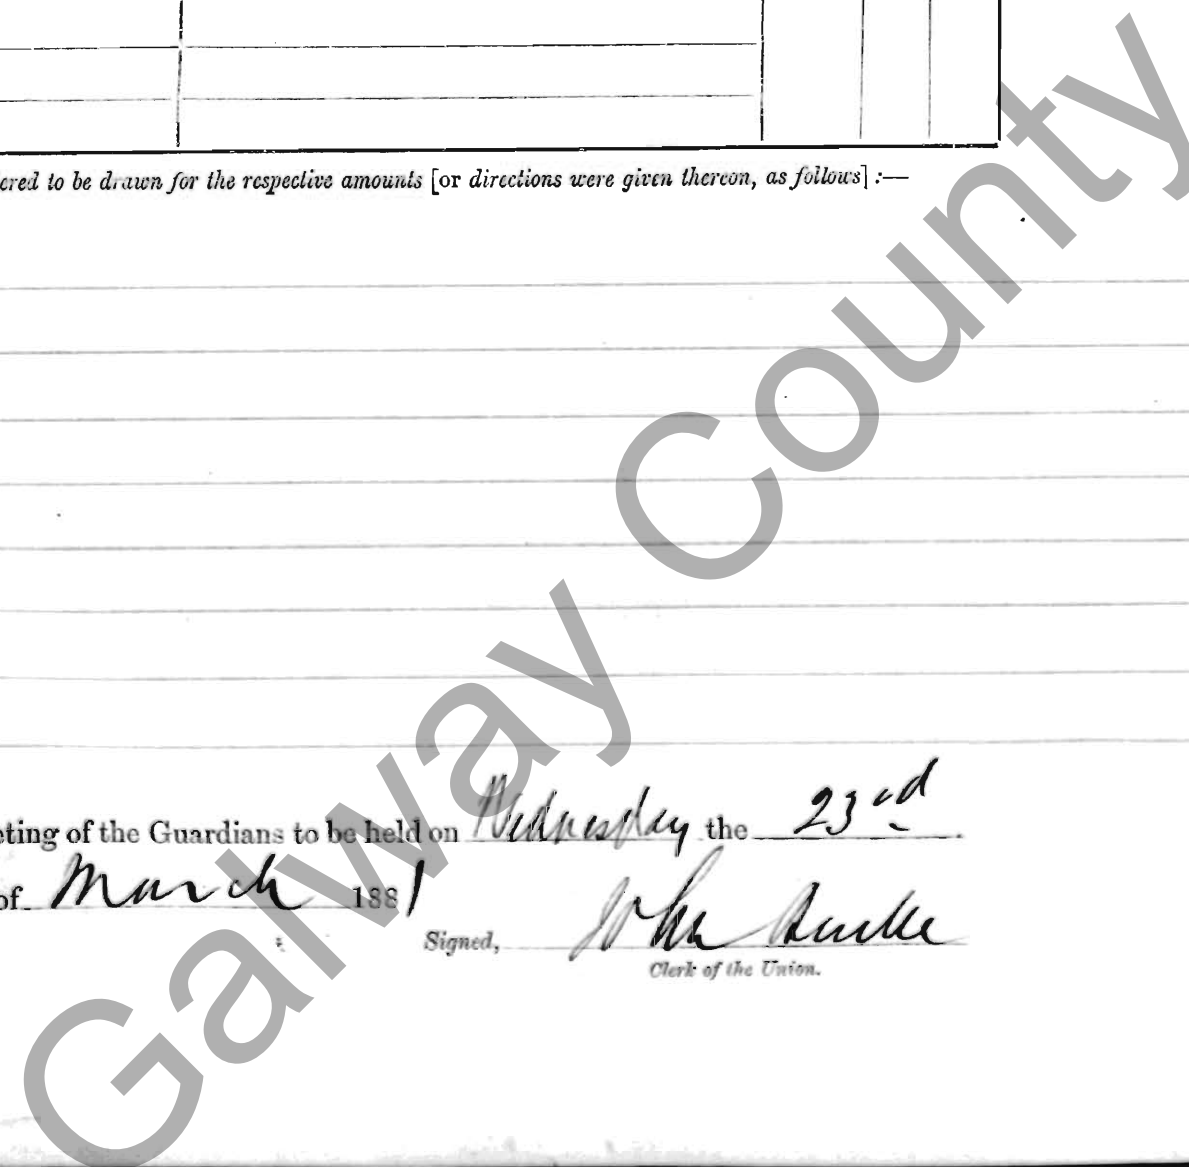 ered to be drawn for the respective amounts [or directions were given thereon, as follows] :—
eting of the Guardians to be held on Wednesday the 23rd.
of March 1881
Signed, John Burke
Clerk of the Union.
Galway County